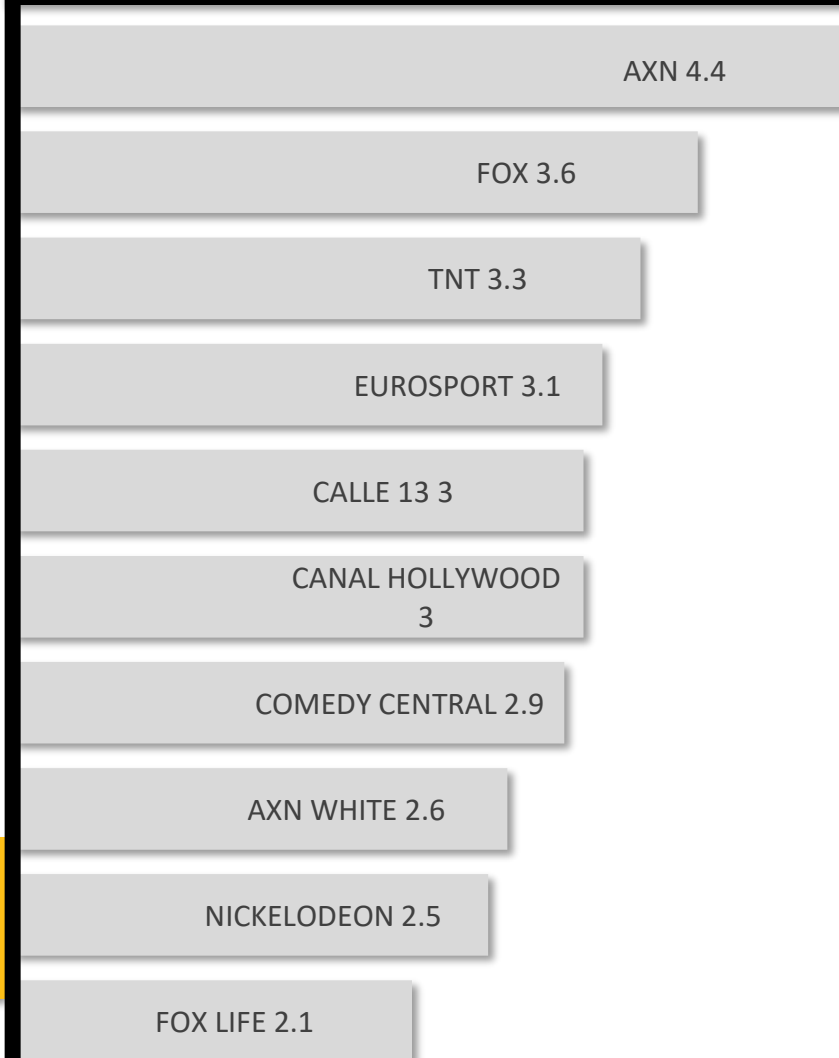 AXN 4.4
FOX 3.6
TNT 3.3
EUROSPORT 3.1
CALLE 13 3
CANAL HOLLYWOOD
3
COMEDY CENTRAL 2.9
AXN WHITE 2.6
NICKELODEON 2.5
FOX LIFE 2.1